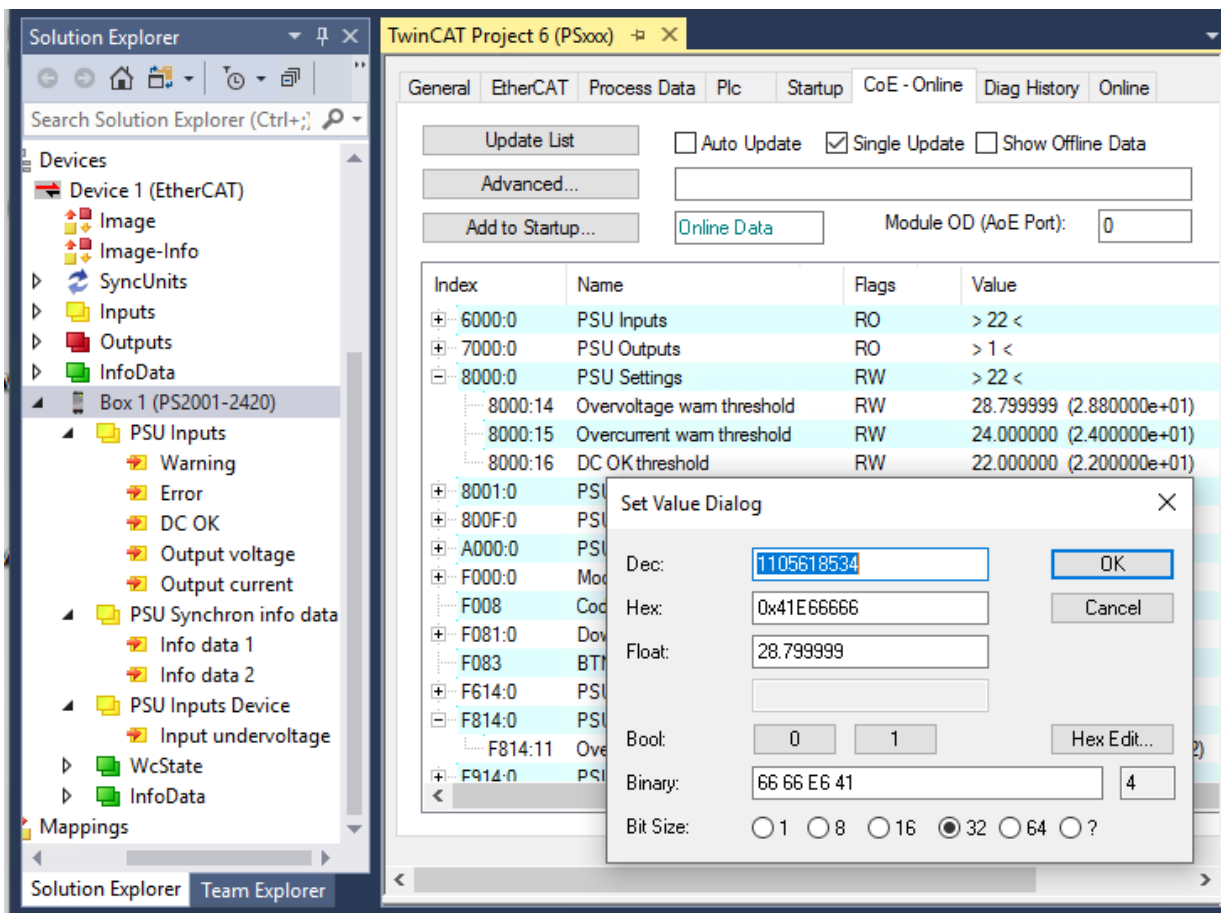 Solution Explorer
Search Solution Explorer (Ctrl+;)
Devices
Device 1 (EtherCAT)
Image
Image-Info
SyncUnits
Inputs
Outputs
InfoData
Box 1 (PS2001-2420)
PSU Inputs
Warning
Error
DC OK
Output voltage
Output current
PSU Synchron info data
Info data 1
Info data 2
PSU Inputs Device
Input undervoltage
WcState
InfoData
Mappings
Solution Explorer Team Explorer
TwinCAT Project 6 (PSxxx)
General EtherCAT Process Data Plc Startup CoE - Online Diag History Online
Update List Auto Update Single Update Show Offline Data
Advanced...
Add to Startup... Online Data Module OD (AoE Port): 0
Index Name Flags Value
6000:0 PSU Inputs RO > 22 <
7000:0 PSU Outputs RO > 1 <
8000:0 PSU Settings RW > 22 <
8000:14 Overvoltage warn threshold RW 28.799999 (2.880000e+01)
8000:15 Overcurrent warn threshold RW 24.000000 (2.400000e+01)
8000:16 DC OK threshold RW 22.000000 (2.200000e+01)
8001:0
800F:0
A000:0
F000:0
F008
F081:0
F083
F614:0
F814:0
F814:11
F914:0
Set Value Dialog
Dec: 1105618534 OK
Hex: 0x41E66666 Cancel
Float: 28.799999
Bool: 0 1 Hex Edit...
Binary: 66 66 E6 41 4
Bit Size: 1 8 16 32 64 ?